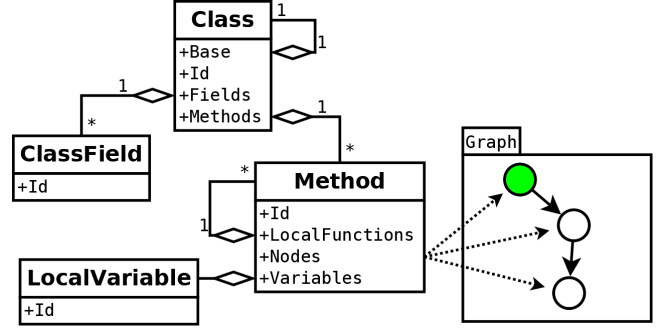 Class
+Base
+Id
+Fields
+Methods
1
1
1
*
1
*
ClassField
+Id
Method
+Id
+LocalFunctions
+Nodes
+Variables
*
1
LocalVariable
+Id
Graph